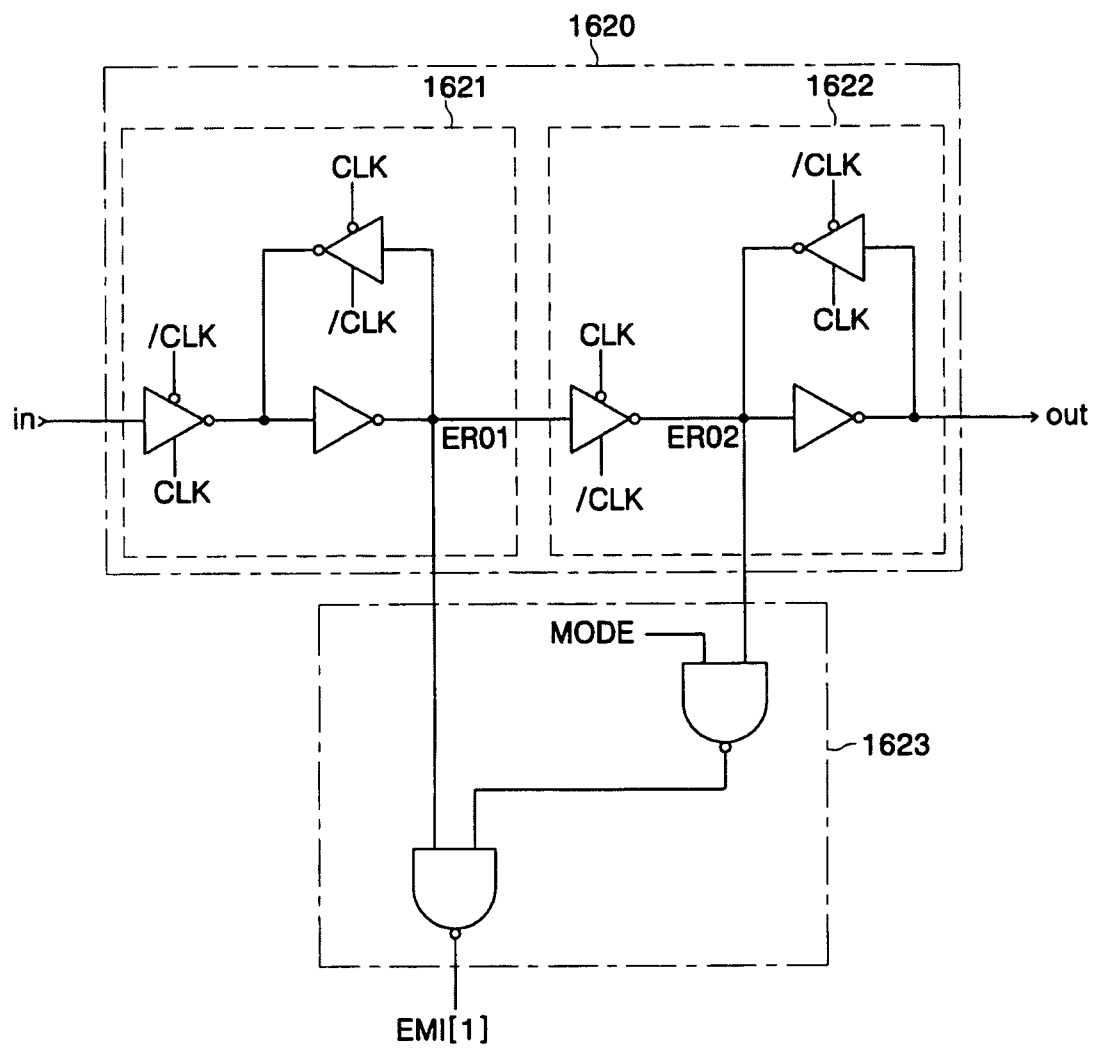 1620
1621
1622
CLK
/CLK
/CLK
/CLK
CLK
CLK
in
ER01
ER02
out
CLK
/CLK
MODE
1623
EMI[1]